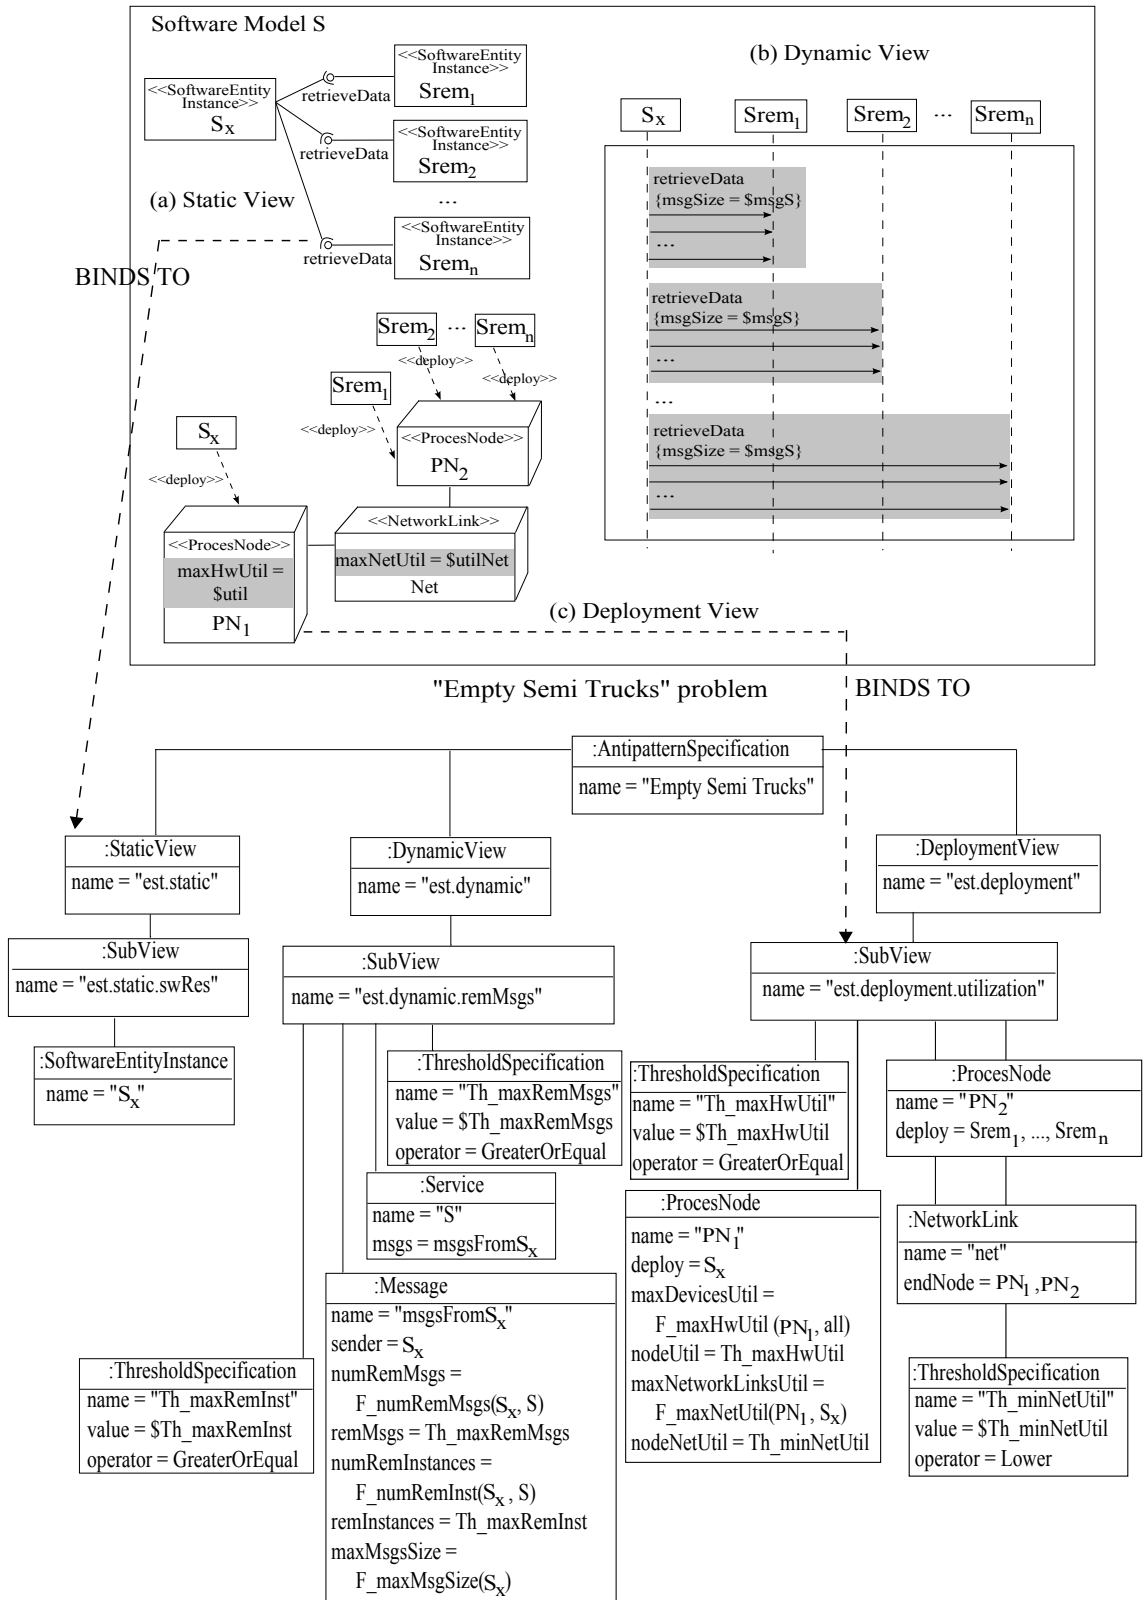 Software Model S
<<SoftwareEntity
Instance>>
Sx
retrieveData
<<SoftwareEntity
Instance>>
Srem1
retrieveData
<<SoftwareEntity
Instance>>
Srem2
...
retrieveData
<<SoftwareEntity
Instance>>
Sremn
(a) Static View
BINDS TO
(b) Dynamic View
Sx
Srem1
Srem2
...
Sremn
retrieveData
{msgSize = $msgS}
...
retrieveData
{msgSize = $msgS}
...
...
retrieveData
{msgSize = $msgS}
...
Srem2
...
Sremn
<<deploy>>
<<deploy>>
Srem1
<<deploy>>
Sx
<<deploy>>
<<ProcesNode>>
PN2
<<NetworkLink>>
maxNetUtil = $utilNet
Net
<<ProcesNode>>
maxHwUtil =
$util
PN1
(c) Deployment View
"Empty Semi Trucks" problem
BINDS TO
:AntipatternSpecification
name = "Empty Semi Trucks"
:StaticView
name = "est.static"
:DynamicView
name = "est.dynamic"
:DeploymentView
name = "est.deployment"
:SubView
name = "est.static.swRes"
:SubView
name = "est.dynamic.remMsgs"
:SubView
name = "est.deployment.utilization"
:SoftwareEntityInstance
name = "Sx"
:ThresholdSpecification
name = "Th_maxRemMsgs"
value = $Th_maxRemMsgs
operator = GreaterOrEqual
:Service
name = "S"
msgs = msgsFromSx
:Message
name = "msgsFromSx"
sender = Sx
numRemMsgs =
F_numRemMsgs(Sx, S)
remMsgs = Th_maxRemMsgs
numRemInstances =
F_numRemInst(Sx , S)
remInstances = Th_maxRemInst
maxMsgsSize =
F_maxMsgSize(Sx)
:ThresholdSpecification
name = "Th_maxRemInst"
value = $Th_maxRemInst
operator = GreaterOrEqual
:ThresholdSpecification
name = "Th_maxHwUtil"
value = $Th_maxHwUtil
operator = GreaterOrEqual
:ProcesNode
name = "PN1"
deploy = Sx
maxDevicesUtil =
F_maxHwUtil (PN1, all)
nodeUtil = Th_maxHwUtil
maxNetworkLinksUtil =
F_maxNetUtil(PN1 , Sx)
nodeNetUtil = Th_minNetUtil
:ProcesNode
name = "PN2"
deploy = Srem1, ..., Sremn
:NetworkLink
name = "net"
endNode = PN1 ,PN2
:ThresholdSpecification
name = "Th_minNetUtil"
value = $Th_minNetUtil
operator = Lower